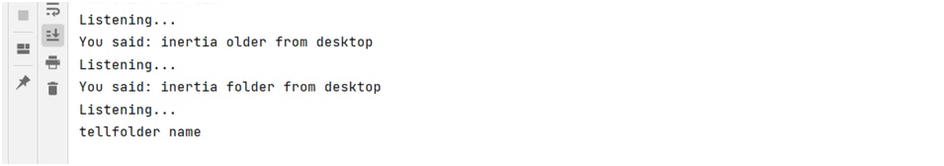 Listening...
You said: inertia older from desktop
Listening...
You said: inertia folder from desktop
Listening...
tellfolder name